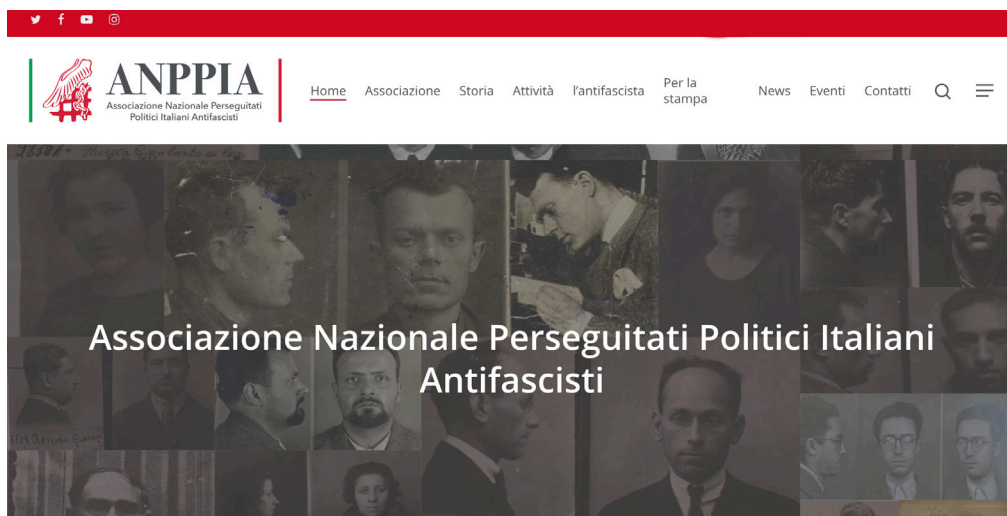 ANPPIA
Associazione Nazionale Perseguitati
Politici Italiani Antifascisti
Home
Associazione
Storia
Attività
l'antifascista
Per la
stampa
News
Eventi
Contatti
Associazione Nazionale Perseguitati Politici Italiani
Antifascisti